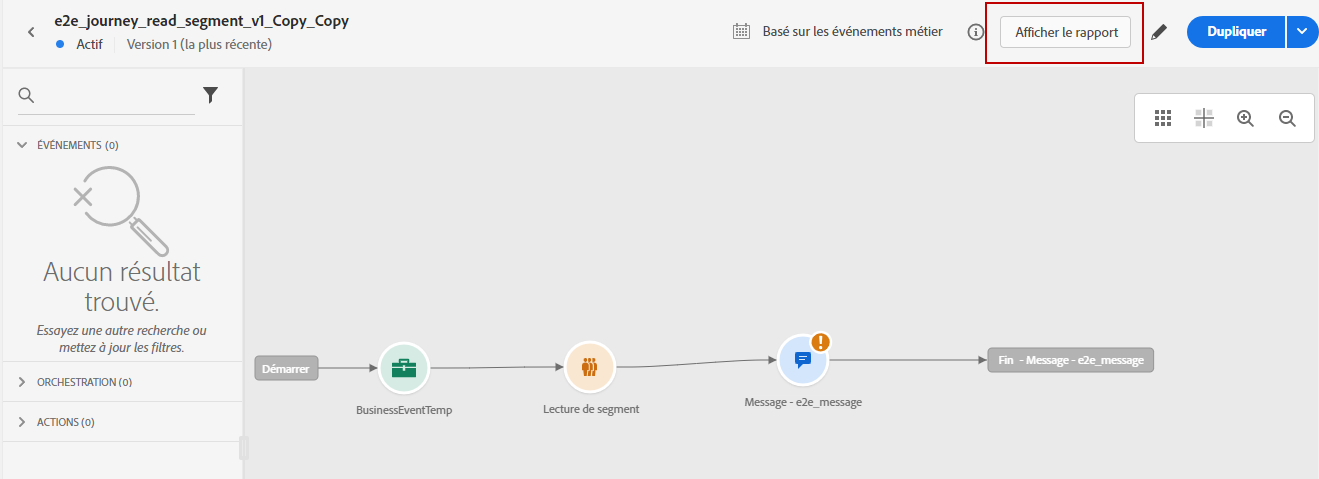 e2e_journey_read_segment_v1_Copy_Copy
Actif
Version 1 (la plus récente)
Basé sur les événements métier
Afficher le rapport
Dupliquer
ÉVÉNEMENTS (0)
Aucun résultat
trouvé.
Essayez une autre recherche ou
mettez à jour les filtres.
ORCHESTRATION (0)
ACTIONS (0)
Démarrer
BusinessEventTemp
Lecture de segment
Message - e2e_message
Fin - Message - e2e_message